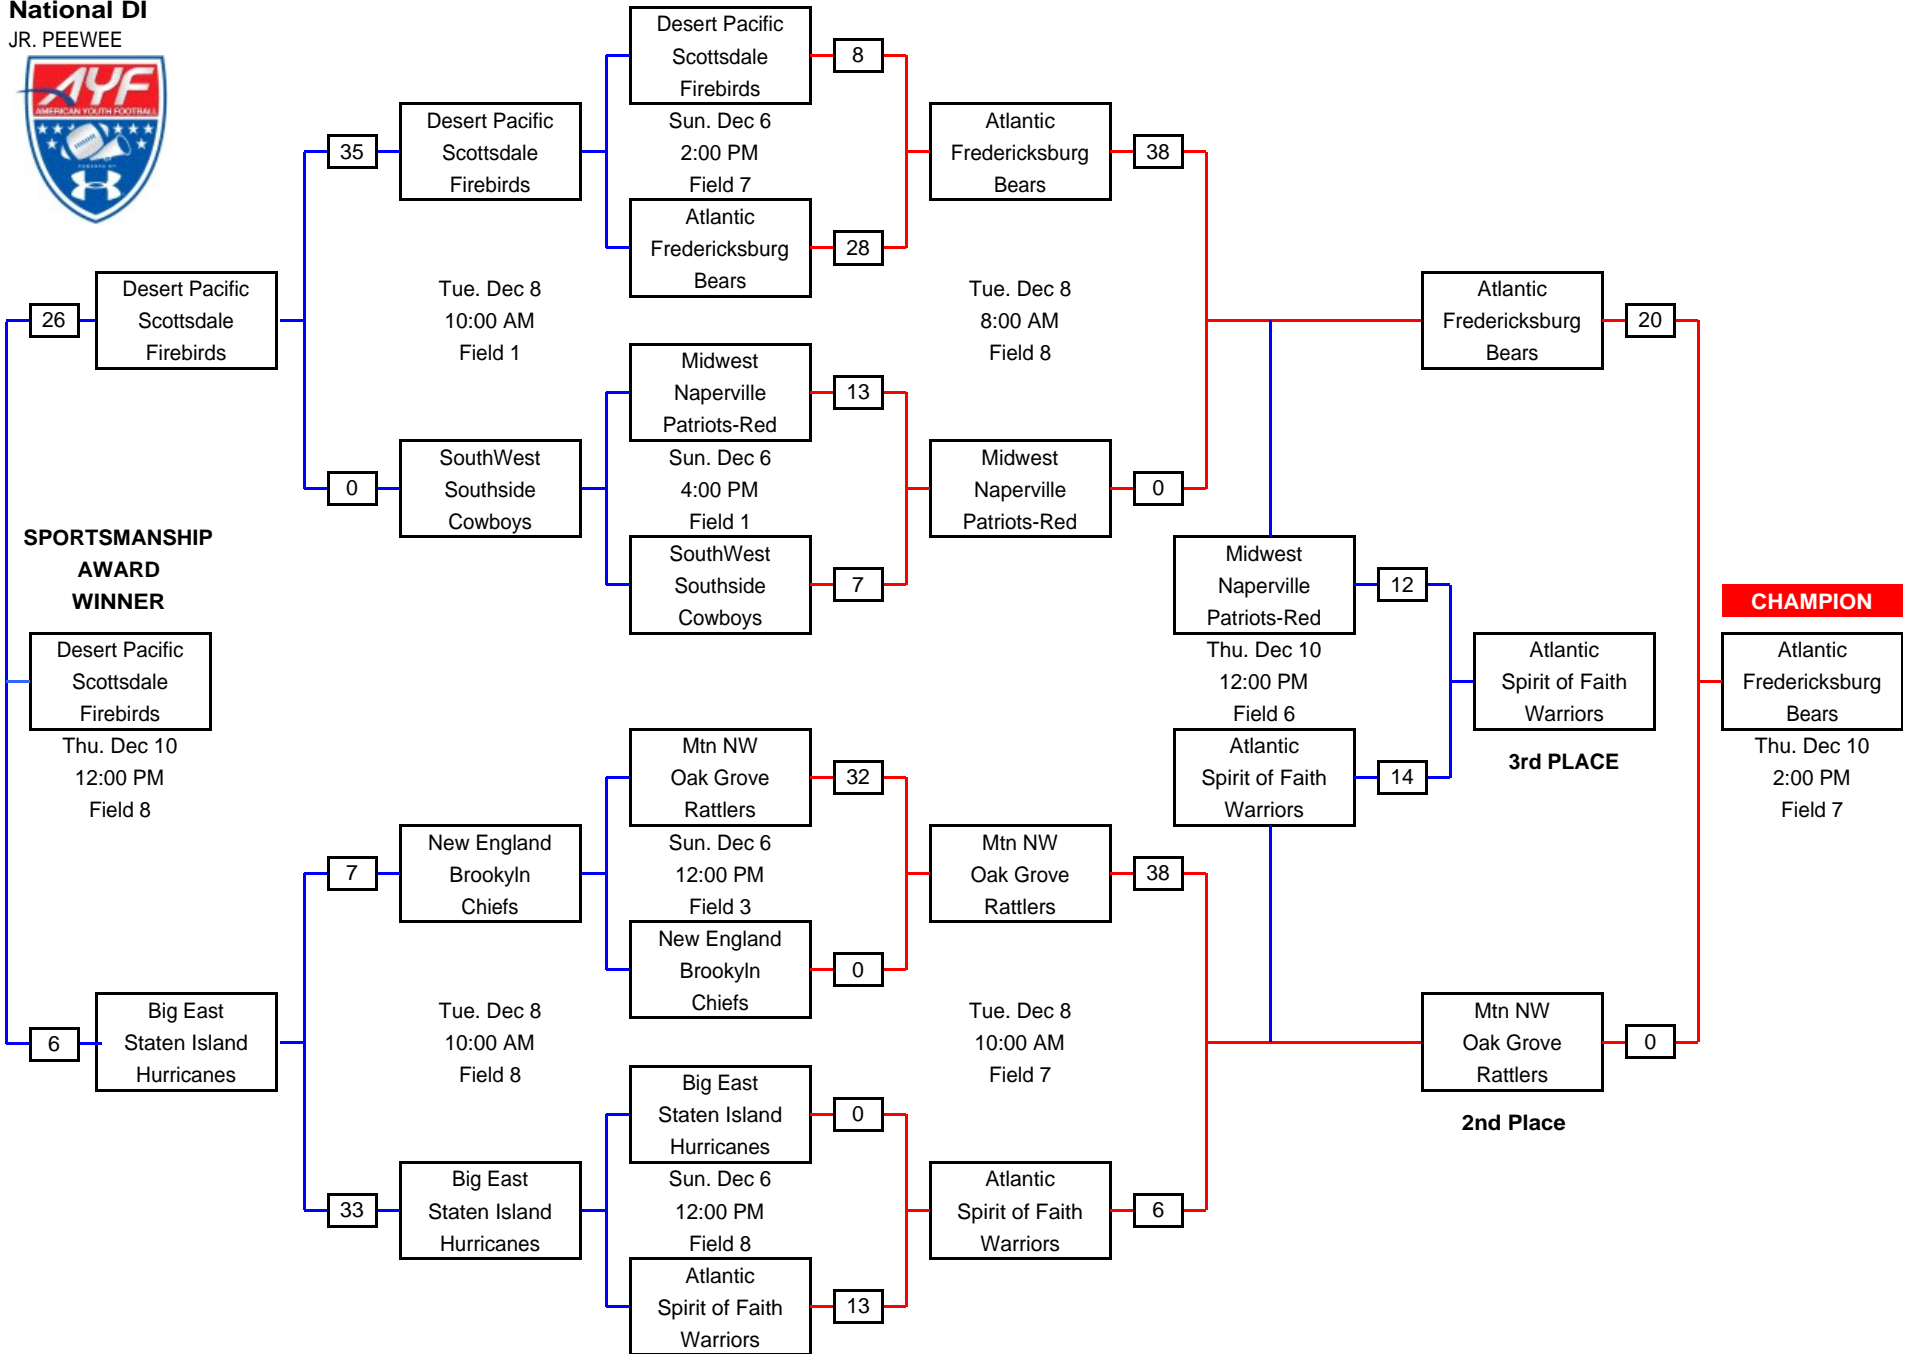 National DI
JR. PEEWEE
AYF
AMERICAN YOUTH FOOTBALL
26
Desert Pacific
Scottsdale
Firebirds
SPORTSMANSHIP
AWARD
WINNER
Desert Pacific
Scottsdale
Firebirds
Thu. Dec 10
12:00 PM
Field 8
6
Big East
Staten Island
Hurricanes
35
Desert Pacific
Scottsdale
Firebirds
Tue. Dec 8
10:00 AM
Field 1
0
SouthWest
Southside
Cowboys
7
New England
Brookyln
Chiefs
Tue. Dec 8
10:00 AM
Field 8
33
Big East
Staten Island
Hurricanes
Desert Pacific
Scottsdale
Firebirds
8
Sun. Dec 6
2:00 PM
Field 7
Atlantic
Fredericksburg
Bears
28
Midwest
Naperville
Patriots-Red
13
Sun. Dec 6
4:00 PM
Field 1
SouthWest
Southside
Cowboys
7
Mtn NW
Oak Grove
Rattlers
32
Sun. Dec 6
12:00 PM
Field 3
New England
Brookyln
Chiefs
0
Big East
Staten Island
Hurricanes
0
Sun. Dec 6
12:00 PM
Field 8
Atlantic
Spirit of Faith
Warriors
13
Atlantic
Fredericksburg
Bears
38
Tue. Dec 8
8:00 AM
Field 8
Midwest
Naperville
Patriots-Red
0
Mtn NW
Oak Grove
Rattlers
38
Tue. Dec 8
10:00 AM
Field 7
Atlantic
Spirit of Faith
Warriors
6
Midwest
Naperville
Patriots-Red
12
Thu. Dec 10
12:00 PM
Field 6
Atlantic
Spirit of Faith
Warriors
14
Atlantic
Spirit of Faith
Warriors
3rd PLACE
Atlantic
Fredericksburg
Bears
20
Mtn NW
Oak Grove
Rattlers
0
2nd Place
CHAMPION
Atlantic
Fredericksburg
Bears
Thu. Dec 10
2:00 PM
Field 7